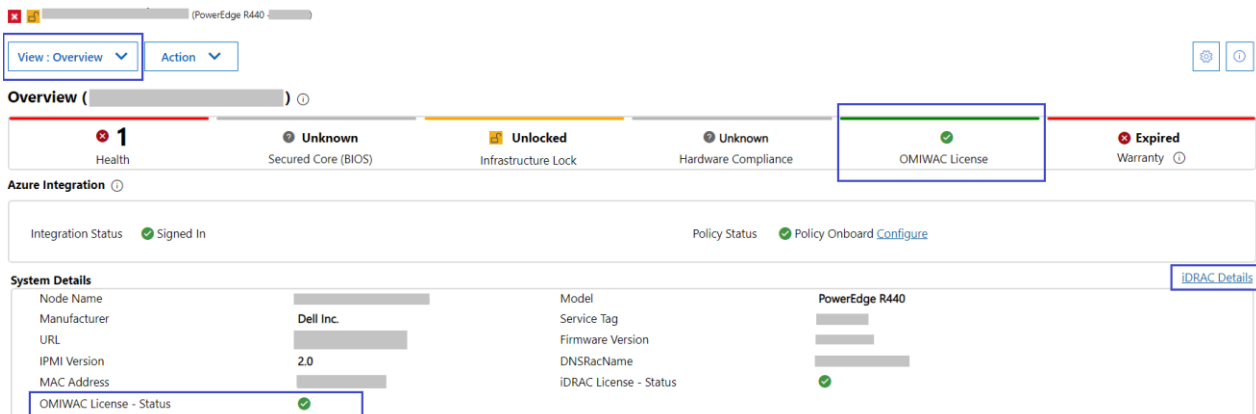 (PowerEdge R440 - )
View : Overview Action
Overview ( )
1 Unknown Unlocked Unknown Expired
Health Secured Core (BIOS) Infrastructure Lock Hardware Compliance OMIWAC License Warranty
Azure Integration
Integration Status Signed In Policy Status Policy Onboard Configure
System Details iDRAC Details
Node Name Model PowerEdge R440
Manufacturer Dell Inc. Service Tag
URL Firmware Version
IPMI Version 2.0 DNSRacName
MAC Address iDRAC License - Status
OMIWAC License - Status